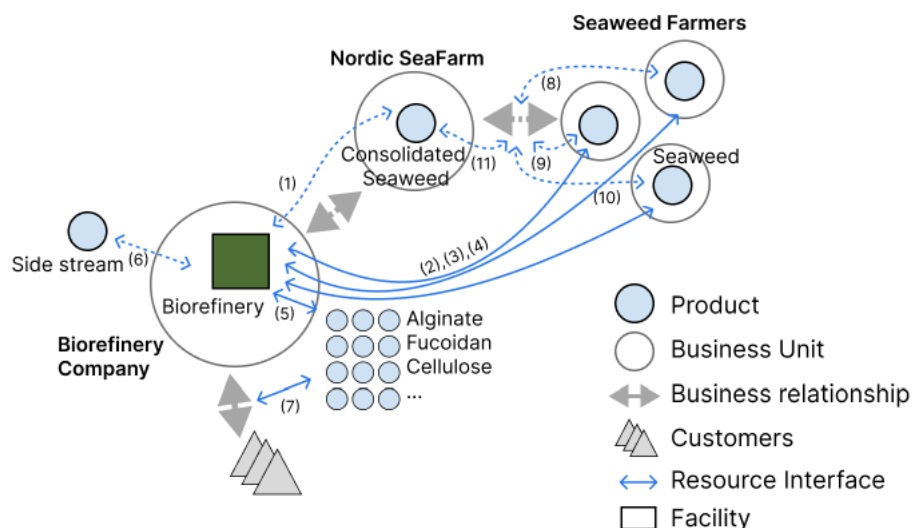 Seaweed Farmers
Nordic SeaFarm
(8)
Consolidated
Seaweed
(11)
(9)
Seaweed
(1)
(10)
Side stream
(6)
(2),(3),(4)
Biorefinery
(5)
Biorefinery
Company
Alginate
Fucoidan
Cellulose
...
(7)
Product
Business Unit
Business relationship
Customers
Resource Interface
Facility